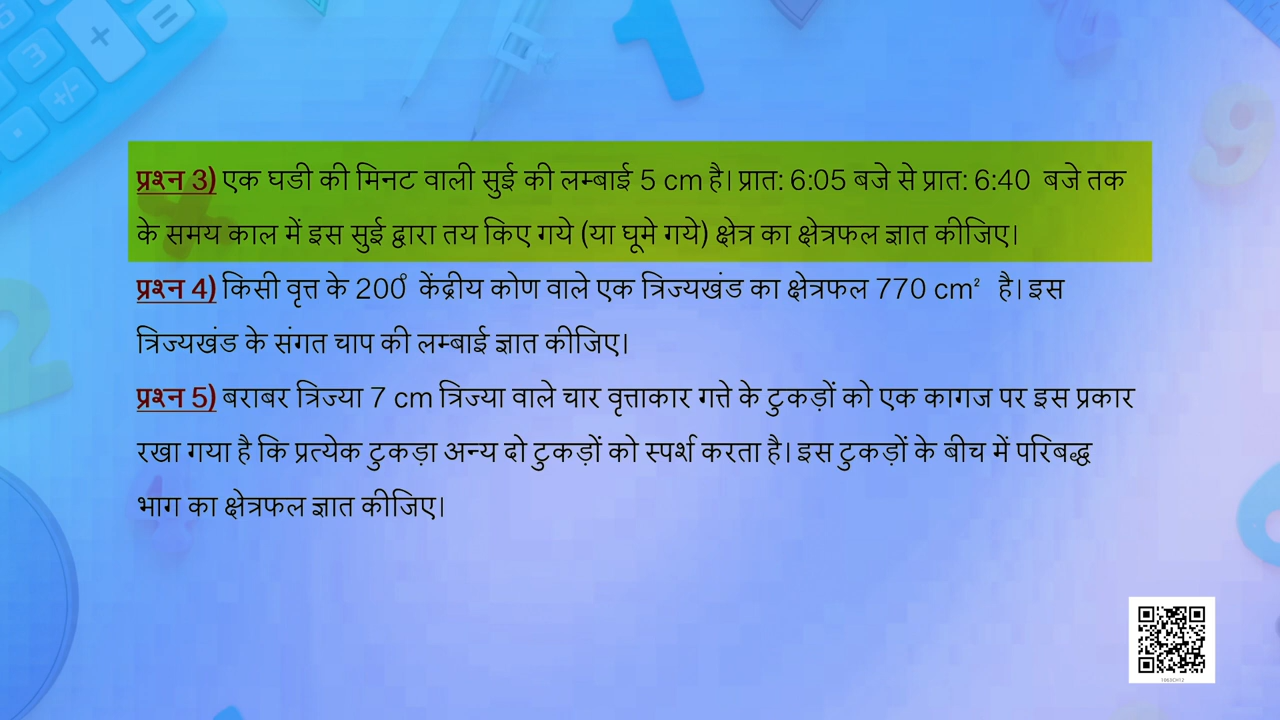 प्रश्न 3) एक घडी की मिनट वाली सुई की लम्बाई 5 cm है। प्रात: 6:05 बजे से प्रात: 6:40 बजे तक
के समय काल में इस सुई द्वारा तय किए गये (या घूमे गये) क्षेत्र का क्षेत्रफल ज्ञात कीजिए।
प्रश्न 4) किसी वृत्त के 200° केंद्रीय कोण वाले एक त्रिज्यखंड का क्षेत्रफल 770 cm² है। इस
त्रिज्यखंड के संगत चाप की लम्बाई ज्ञात कीजिए।
प्रश्न 5) बराबर त्रिज्या 7 cm त्रिज्या वाले चार वृत्ताकार गत्ते के टुकड़ों को एक कागज पर इस प्रकार
रखा गया है कि प्रत्येक टुकड़ा अन्य दो टुकड़ों को स्पर्श करता है। इस टुकड़ों के बीच में परिबद्ध
भाग का क्षेत्रफल ज्ञात कीजिए।